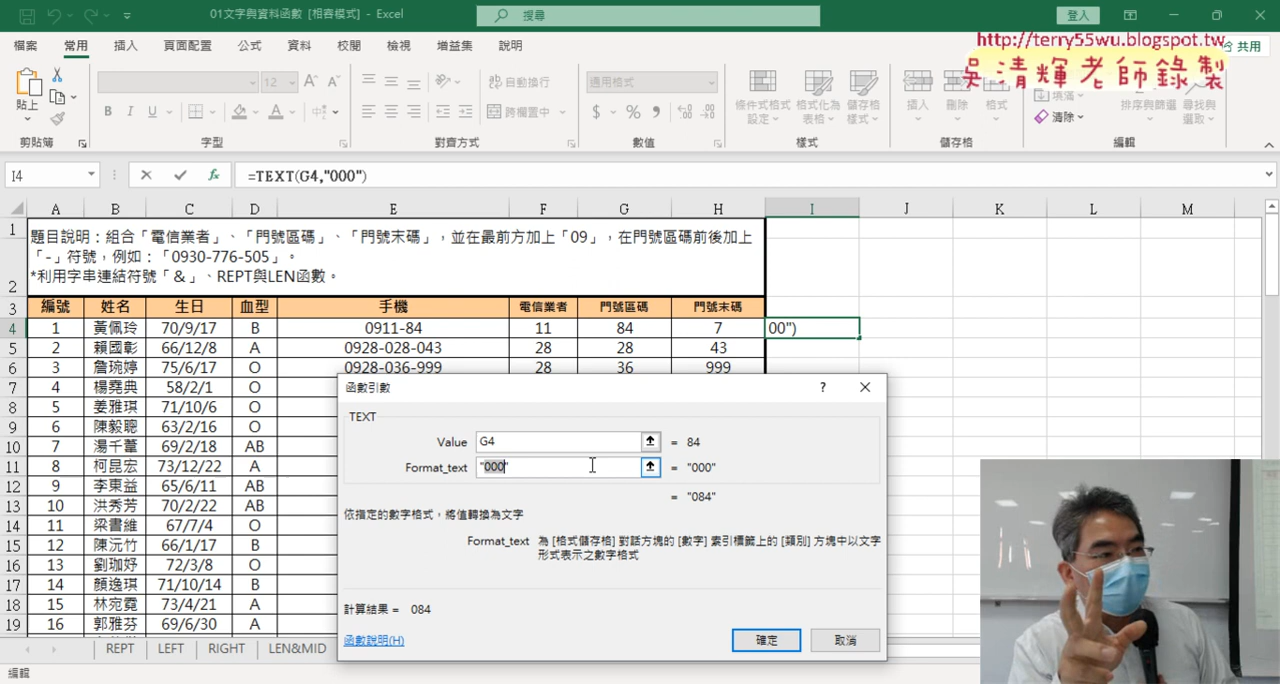 01文字與資料函數 [相容模式] - Excel
搜尋
登入
http://terry55wu.blogspot.tw
吳清輝老師錄製
檔案 常用 插入 頁面配置 公式 資料 校閱 檢視 增益集 說明
共用
貼上
12
自動換行
跨欄置中
通用格式
條件式格式設定
格式化為表格
儲存格樣式
插入 刪除 格式
填滿
清除
排序與篩選 尋找與選取
剪貼簿 字型 對齊方式 數值 樣式 儲存格 編輯
I4
=TEXT(G4,"000")
A B C D E F G H I J K L M
1
題目說明：組合「電信業者」、「門號區碼」、「門號末碼」，並在最前方加上「09」，在門號區碼前後加上
「-」符號，例如：「0930-776-505」。
2
*利用字串連結符號「&」、REPT與LEN函數。
3 編號 姓名 生日 血型 手機 電信業者 門號區碼 門號末碼
4 1 黃佩玲 70/9/17 B 0911-84 11 84 7 00")
5 2 賴國彰 66/12/8 A 0928-028-043 28 28 43
6 3 詹琬婷 75/6/17 O 0928-036-999 28 36 999
7 4 楊堯典 58/2/1 O
8 5 姜雅琪 71/10/6 O
9 6 陳毅聰 63/2/16 O
10 7 湯千蕙 69/2/18 AB
11 8 柯昆宏 73/12/22 A
12 9 李東益 65/6/11 AB
13 10 洪秀芳 70/2/22 AB
14 11 梁書維 67/7/4 O
15 12 陳沅竹 66/1/17 B
16 13 劉珈妤 72/3/8 O
17 14 顏逸琪 71/10/14 B
18 15 林宛霓 73/4/21 A
19 16 郭雅芬 69/6/30 A
函數引數
?
TEXT
Value G4 = 84
Format_text "000" = "000"
= "084"
依指定的數字格式，將值轉換為文字
Format_text 為 [格式儲存格] 對話方塊的 [數字] 索引標籤上的 [類別] 方塊中以文字
形式表示之數字格式
計算結果 = 084
函數說明(H)
確定 取消
REPT LEFT RIGHT LEN&MID
編輯